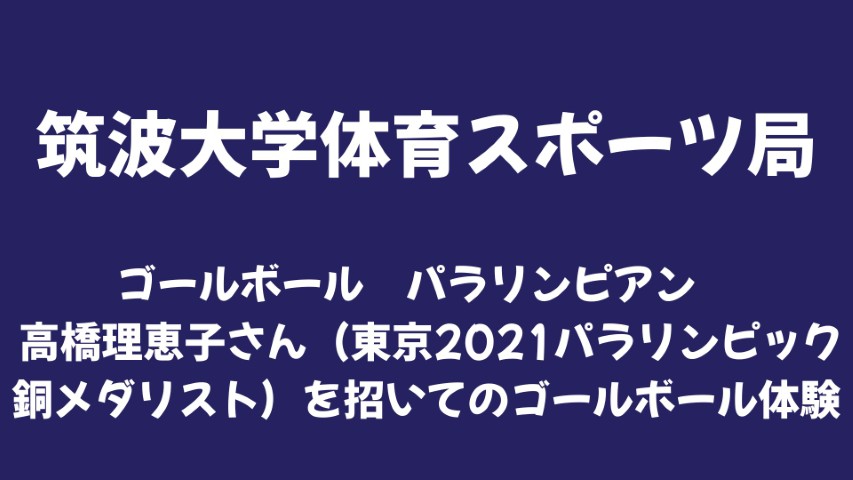 筑波大学体育スポーツ局
ゴールボール　パラリンピアン
高橋理恵子さん（東京2021パラリンピック
銅メダリスト）を招いてのゴールボール体験